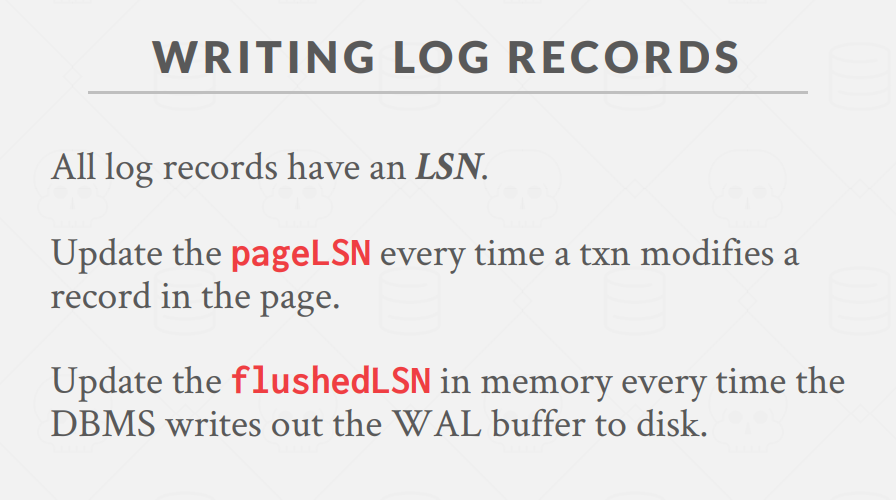 WRITING LOG RECORDS
All log records have an LSN.
Update the pageLSN every time a txn modifies a
record in the page.
Update the flushedLSN in memory every time the
DBMS writes out the WAL buffer to disk.